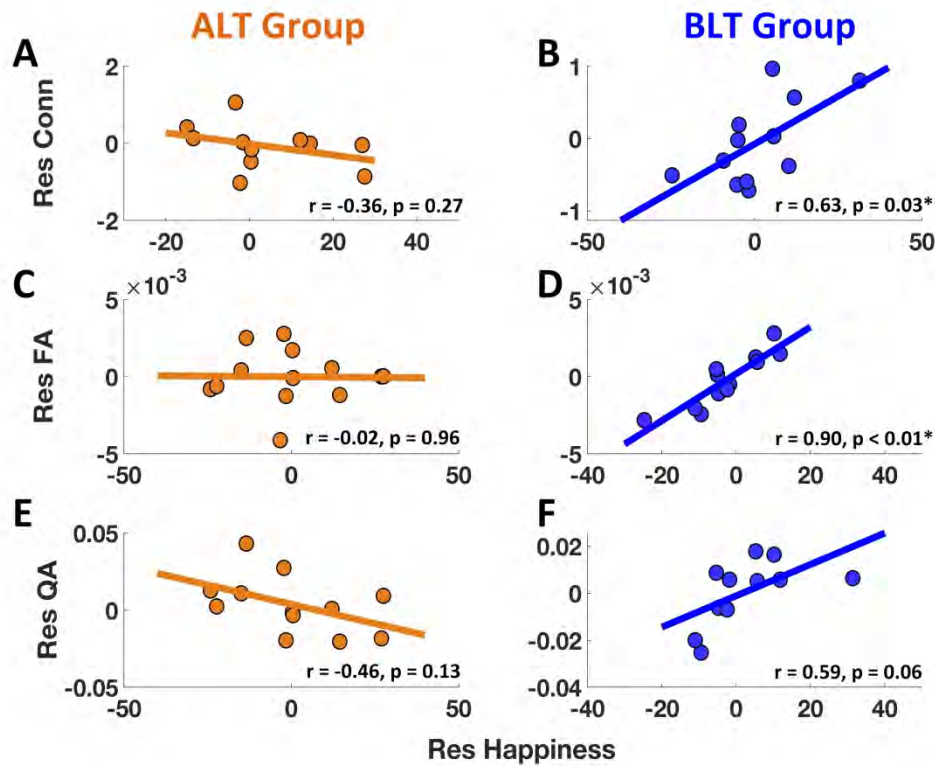 ALT Group
BLT Group
A
B
2
0
-2
Res Conn
-20
0
20
40
r = -0.36, p = 0.27
1
0
-1
-50
0
50
r = 0.63, p = 0.03*
C
D
×10⁻³
5
0
-5
Res FA
-50
0
50
r = -0.02, p = 0.96
×10⁻³
5
0
-5
-40
-20
0
20
40
r = 0.90, p < 0.01*
E
F
0.05
0
-0.05
Res QA
-50
0
50
r = -0.46, p = 0.13
0.02
0
-0.02
-0.04
-20
0
20
40
r = 0.59, p = 0.06
Res Happiness